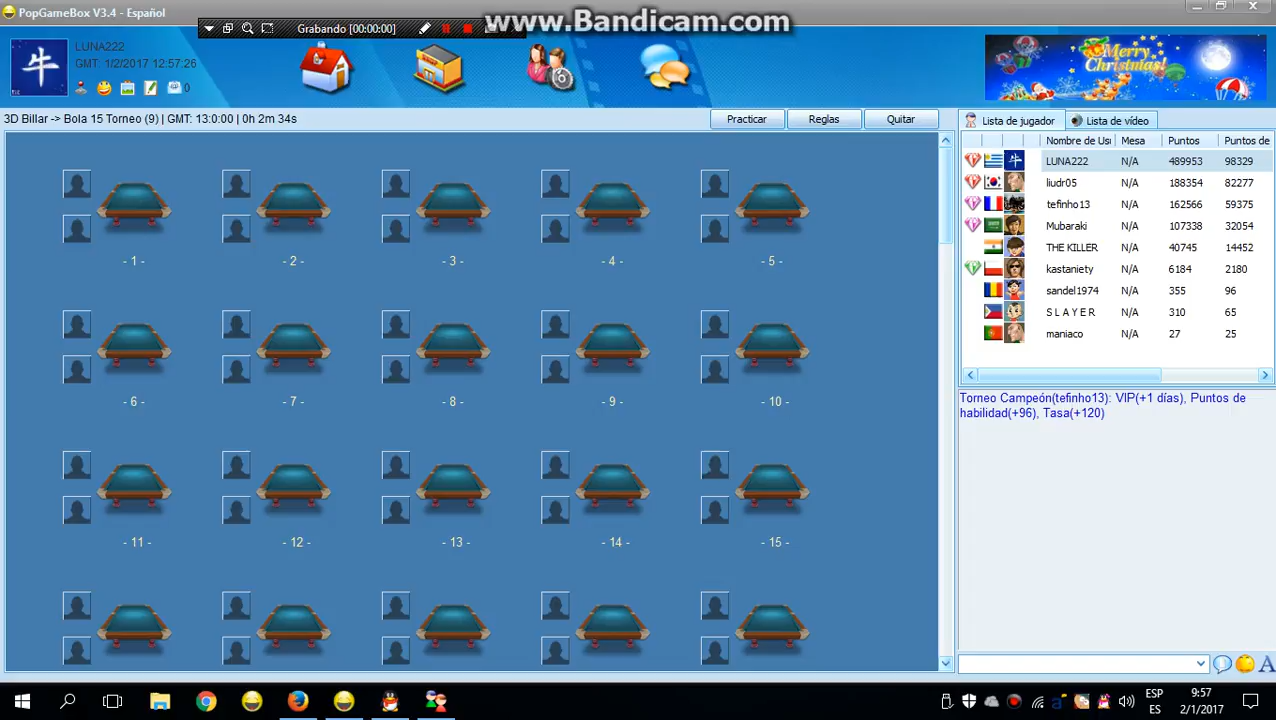 PopGameBox V3.4 - Español
Grabando [00:00:00]
www.Bandicam.com
LUNA222
GMT: 1/2/2017 12:57:26
0
牛
Merry
Christmas!
3D Billar -> Bola 15 Torneo (9) | GMT: 13:0:00 | 0h 2m 34s
Practicar
Reglas
Quitar
Lista de jugador
Lista de vídeo
Nombre de Usu Mesa Puntos Puntos de
牛 LUNA222 N/A 489953 98329
liudr05 N/A 188354 82277
tefinho13 N/A 162566 59375
Mubaraki N/A 107338 32054
THE KILLER N/A 40745 14452
kastaniety N/A 6184 2180
sandel1974 N/A 355 96
S L A Y E R N/A 310 65
maniaco N/A 27 25
- 1 - - 2 - - 3 - - 4 - - 5 -
- 6 - - 7 - - 8 - - 9 - - 10 -
- 11 - - 12 - - 13 - - 14 - - 15 -
Torneo Campeón(tefinho13): VIP(+1 días), Puntos de
habilidad(+96), Tasa(+120)
A
ESP
ES
9:57
2/1/2017